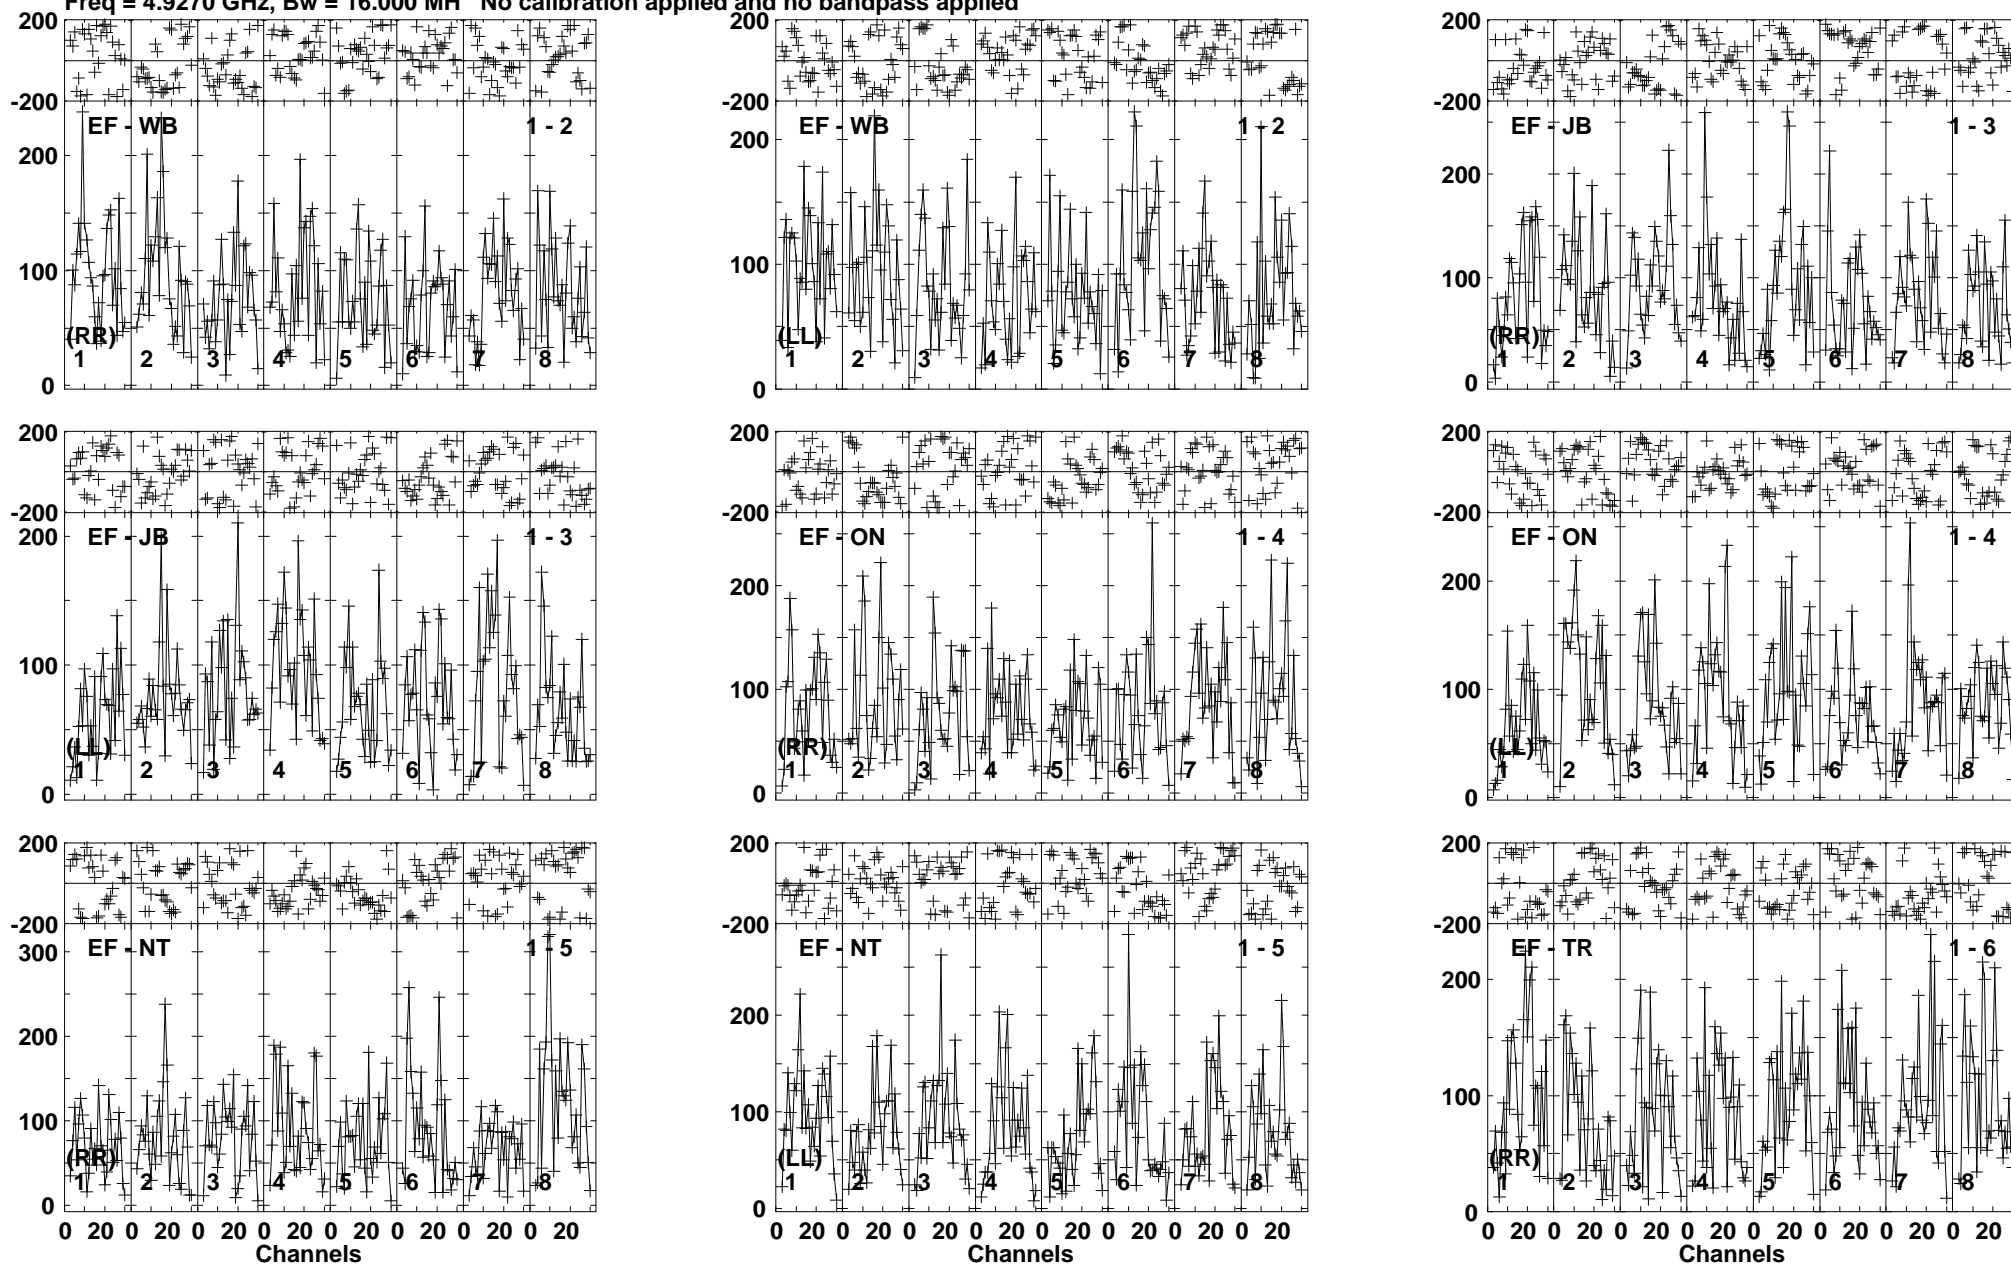 Freq = 4.9270 GHz, Bw = 16.000 MH No calibration applied and no bandpass applied
200 200 200
-200 -200 -200
EF - WB 1 - 2 EF - WB 1 - 2 EF - JB 1 - 3
200 200 200
100 100 100
(RR) (LL) (RR)
1 2 3 4 5 6 7 8 1 2 3 4 5 6 7 8 1 2 3 4 5 6 7 8
0 0 0
200 200 200
-200 -200 -200
EF - JB 1 - 3 EF - ON 1 - 4 EF - ON 1 - 4
200 200 200
100 100 100
(LL) (RR) (LL)
1 2 3 4 5 6 7 8 1 2 3 4 5 6 7 8 1 2 3 4 5 6 7 8
0 0 0
200 200 200
-200 -200 -200
EF - NT 1 - 5 EF - NT 1 - 5 EF - TR 1 - 6
300
200 200 200
100 100 100
(RR) (LL) (RR)
1 2 3 4 5 6 7 8 1 2 3 4 5 6 7 8 1 2 3 4 5 6 7 8
0 0 0
0 20 0 20 0 20 0 20 0 20 0 20 0 20 0 20 0 20 0 20 0 20 0 20 0 20 0 20 0 20 0 20 0 20 0 20 0 20 0 20 0 20 0 20 0 20 0 20
Channels Channels Channels